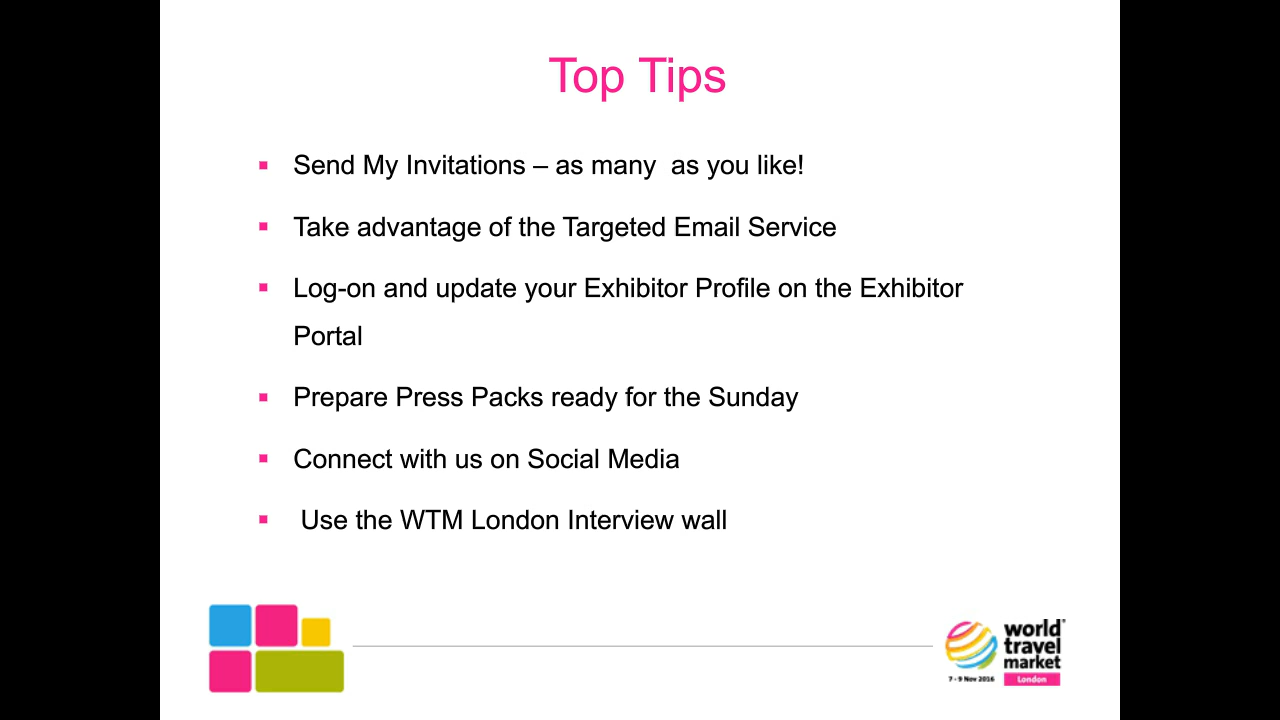 Top Tips
Send My Invitations – as many  as you like!
Take advantage of the Targeted Email Service
Log-on and update your Exhibitor Profile on the Exhibitor
Portal
Prepare Press Packs ready for the Sunday
Connect with us on Social Media
Use the WTM London Interview wall
world
travel
market
7 - 9 Nov 2016
London